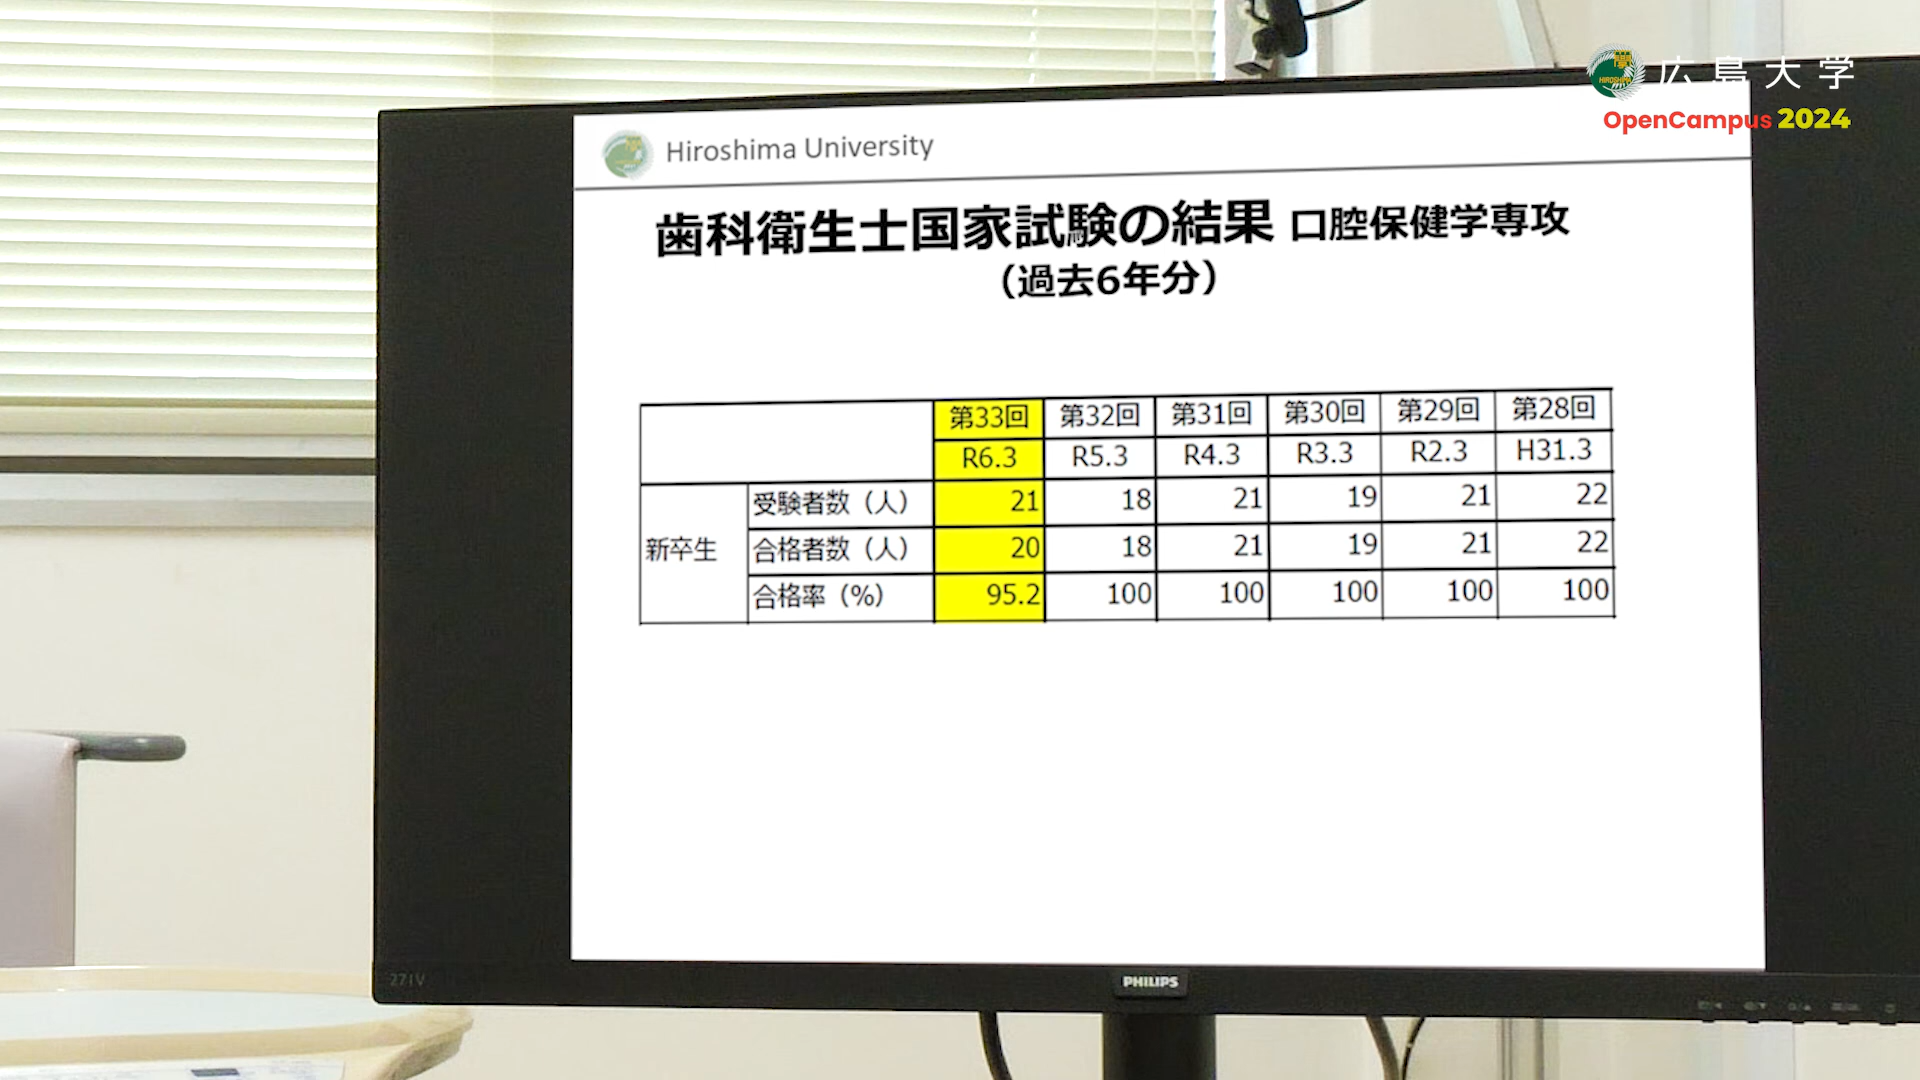 広島大学
OpenCampus 2024
Hiroshima University
歯科衛生士国家試験の結果 口腔保健学専攻
（過去6年分）
第33回 第32回 第31回 第30回 第29回 第28回
R6.3 R5.3 R4.3 R3.3 R2.3 H31.3
新卒生
受験者数（人） 21 18 21 19 21 22
合格者数（人） 20 18 21 19 21 22
合格率（%） 95.2 100 100 100 100 100
271V
PHILIPS